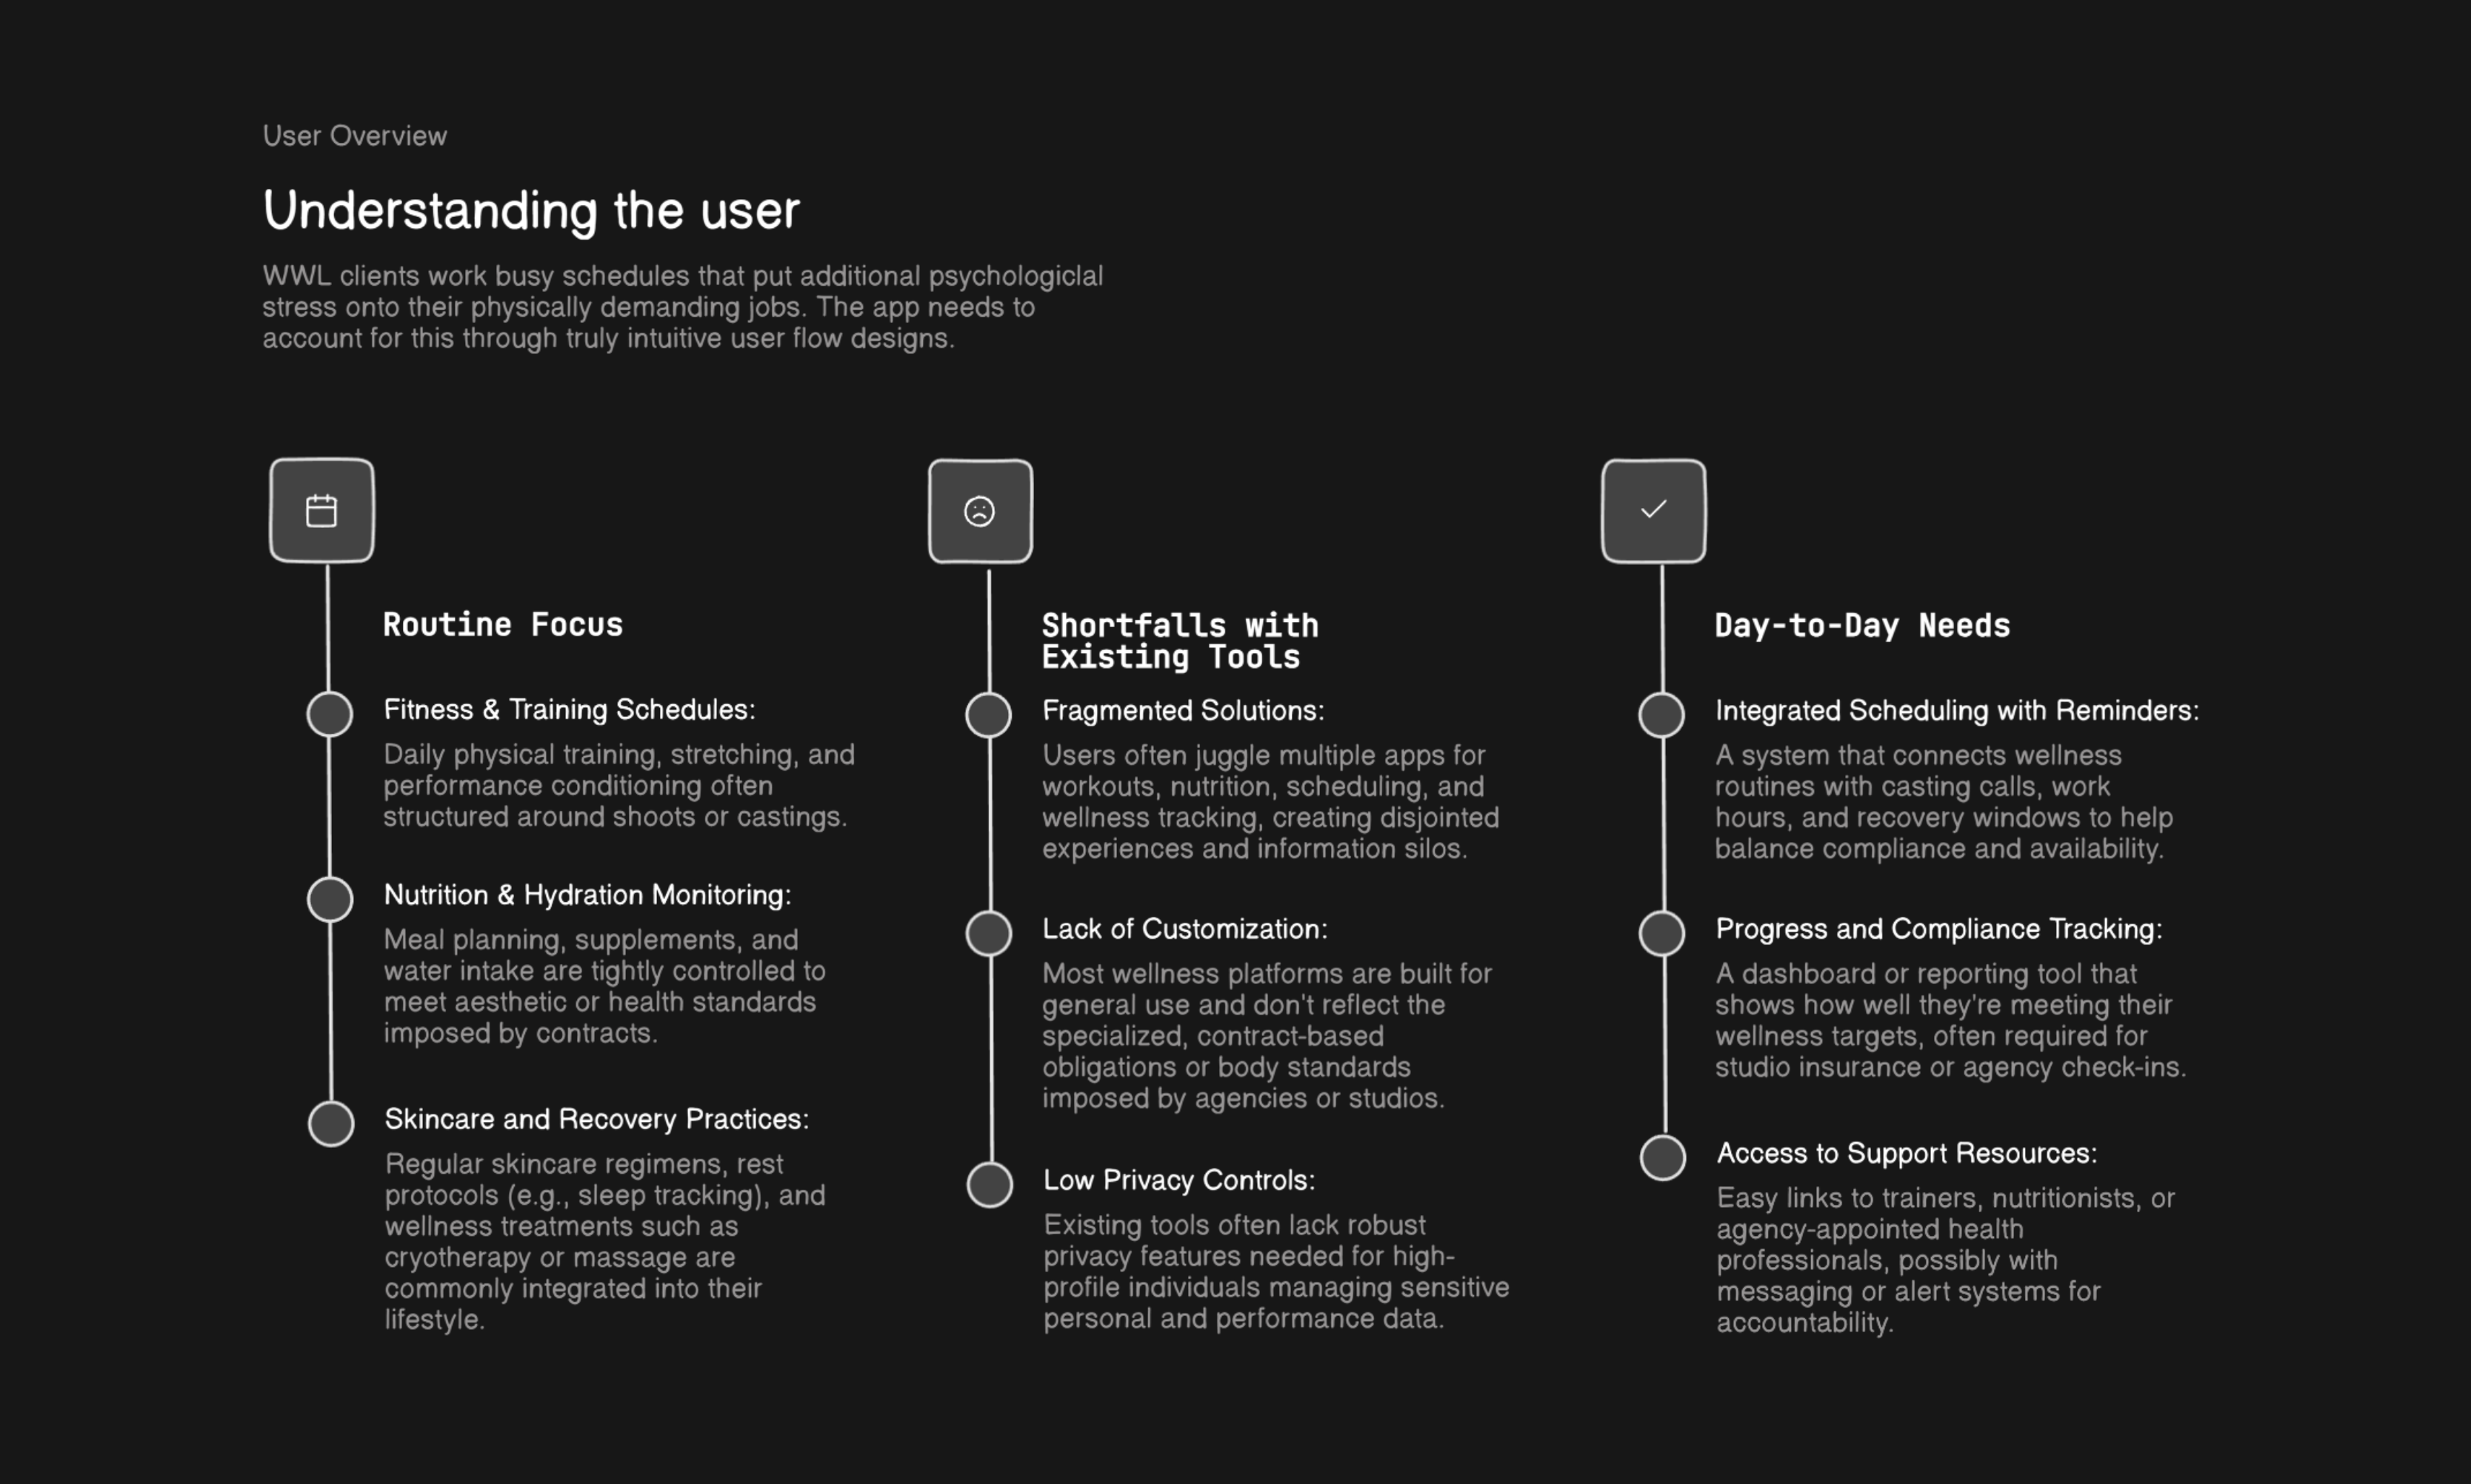 User Overview
Understanding the user
WWL clients work busy schedules that put additional psychologiclal
stress onto their physically demanding jobs. The app needs to
account for this through truly intuitive user flow designs.
Routine Focus
Fitness & Training Schedules:
Daily physical training, stretching, and
performance conditioning often
structured around shoots or castings.
Nutrition & Hydration Monitoring:
Meal planning, supplements, and
water intake are tightly controlled to
meet aesthetic or health standards
imposed by contracts.
Skincare and Recovery Practices:
Regular skincare regimens, rest
protocols (e.g., sleep tracking), and
wellness treatments such as
cryotherapy or massage are
commonly integrated into their
lifestyle.
Shortfalls with
Existing Tools
Fragmented Solutions:
Users often juggle multiple apps for
workouts, nutrition, scheduling, and
wellness tracking, creating disjointed
experiences and information silos.
Lack of Customization:
Most wellness platforms are built for
general use and don't reflect the
specialized, contract-based
obligations or body standards
imposed by agencies or studios.
Low Privacy Controls:
Existing tools often lack robust
privacy features needed for high-
profile individuals managing sensitive
personal and performance data.
Day-to-Day Needs
Integrated Scheduling with Reminders:
A system that connects wellness
routines with casting calls, work
hours, and recovery windows to help
balance compliance and availability.
Progress and Compliance Tracking:
A dashboard or reporting tool that
shows how well they're meeting their
wellness targets, often required for
studio insurance or agency check-ins.
Access to Support Resources:
Easy links to trainers, nutritionists, or
agency-appointed health
professionals, possibly with
messaging or alert systems for
accountability.